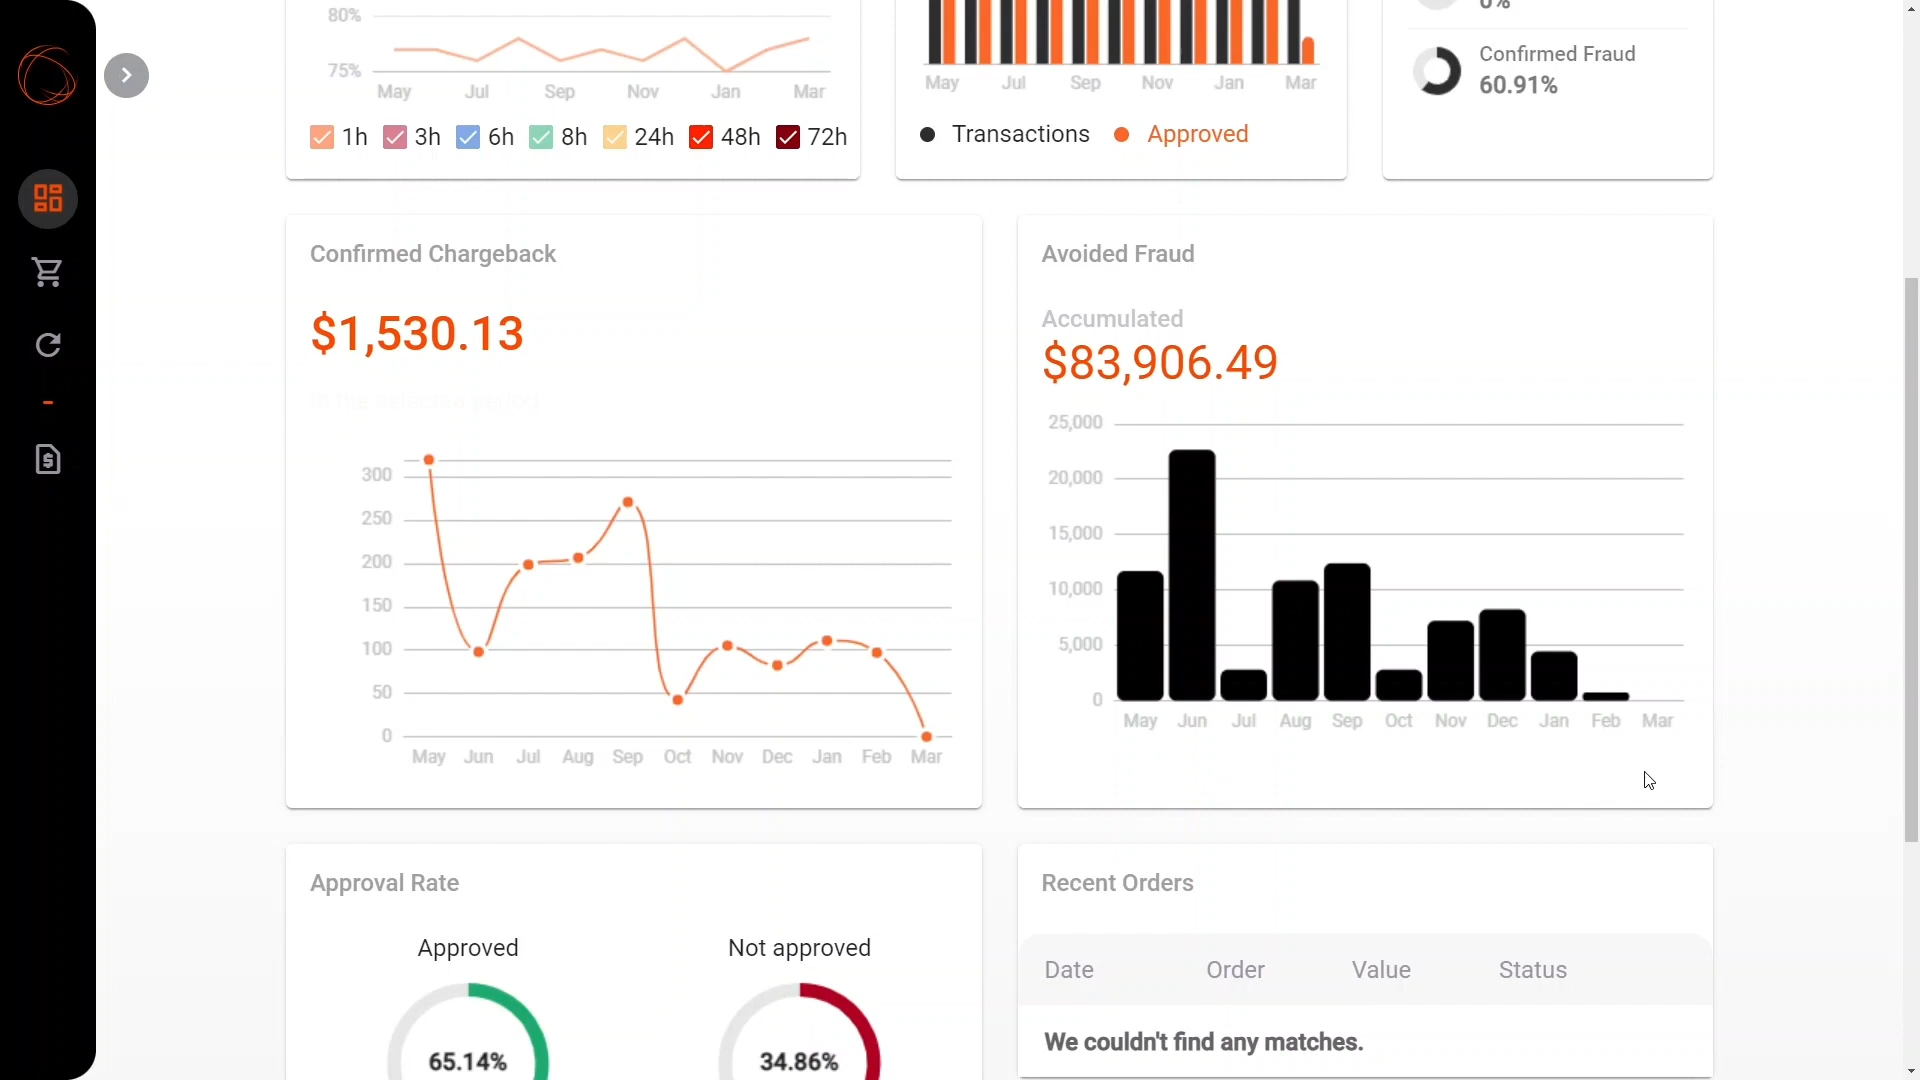 80%
75%
May Jul Sep Nov Jan Mar
1h 3h 6h 8h 24h 48h 72h
May Jul Sep Nov Jan Mar
Transactions Approved
0%
Confirmed Fraud
60.91%
Confirmed Chargeback
$1,530.13
in the selected period
300
250
200
150
100
50
0
May Jun Jul Aug Sep Oct Nov Dec Jan Feb Mar
Avoided Fraud
Accumulated
$83,906.49
25,000
20,000
15,000
10,000
5,000
0
May Jun Jul Aug Sep Oct Nov Dec Jan Feb Mar
Approval Rate
Approved Not approved
65.14% 34.86%
Recent Orders
Date Order Value Status
We couldn't find any matches.